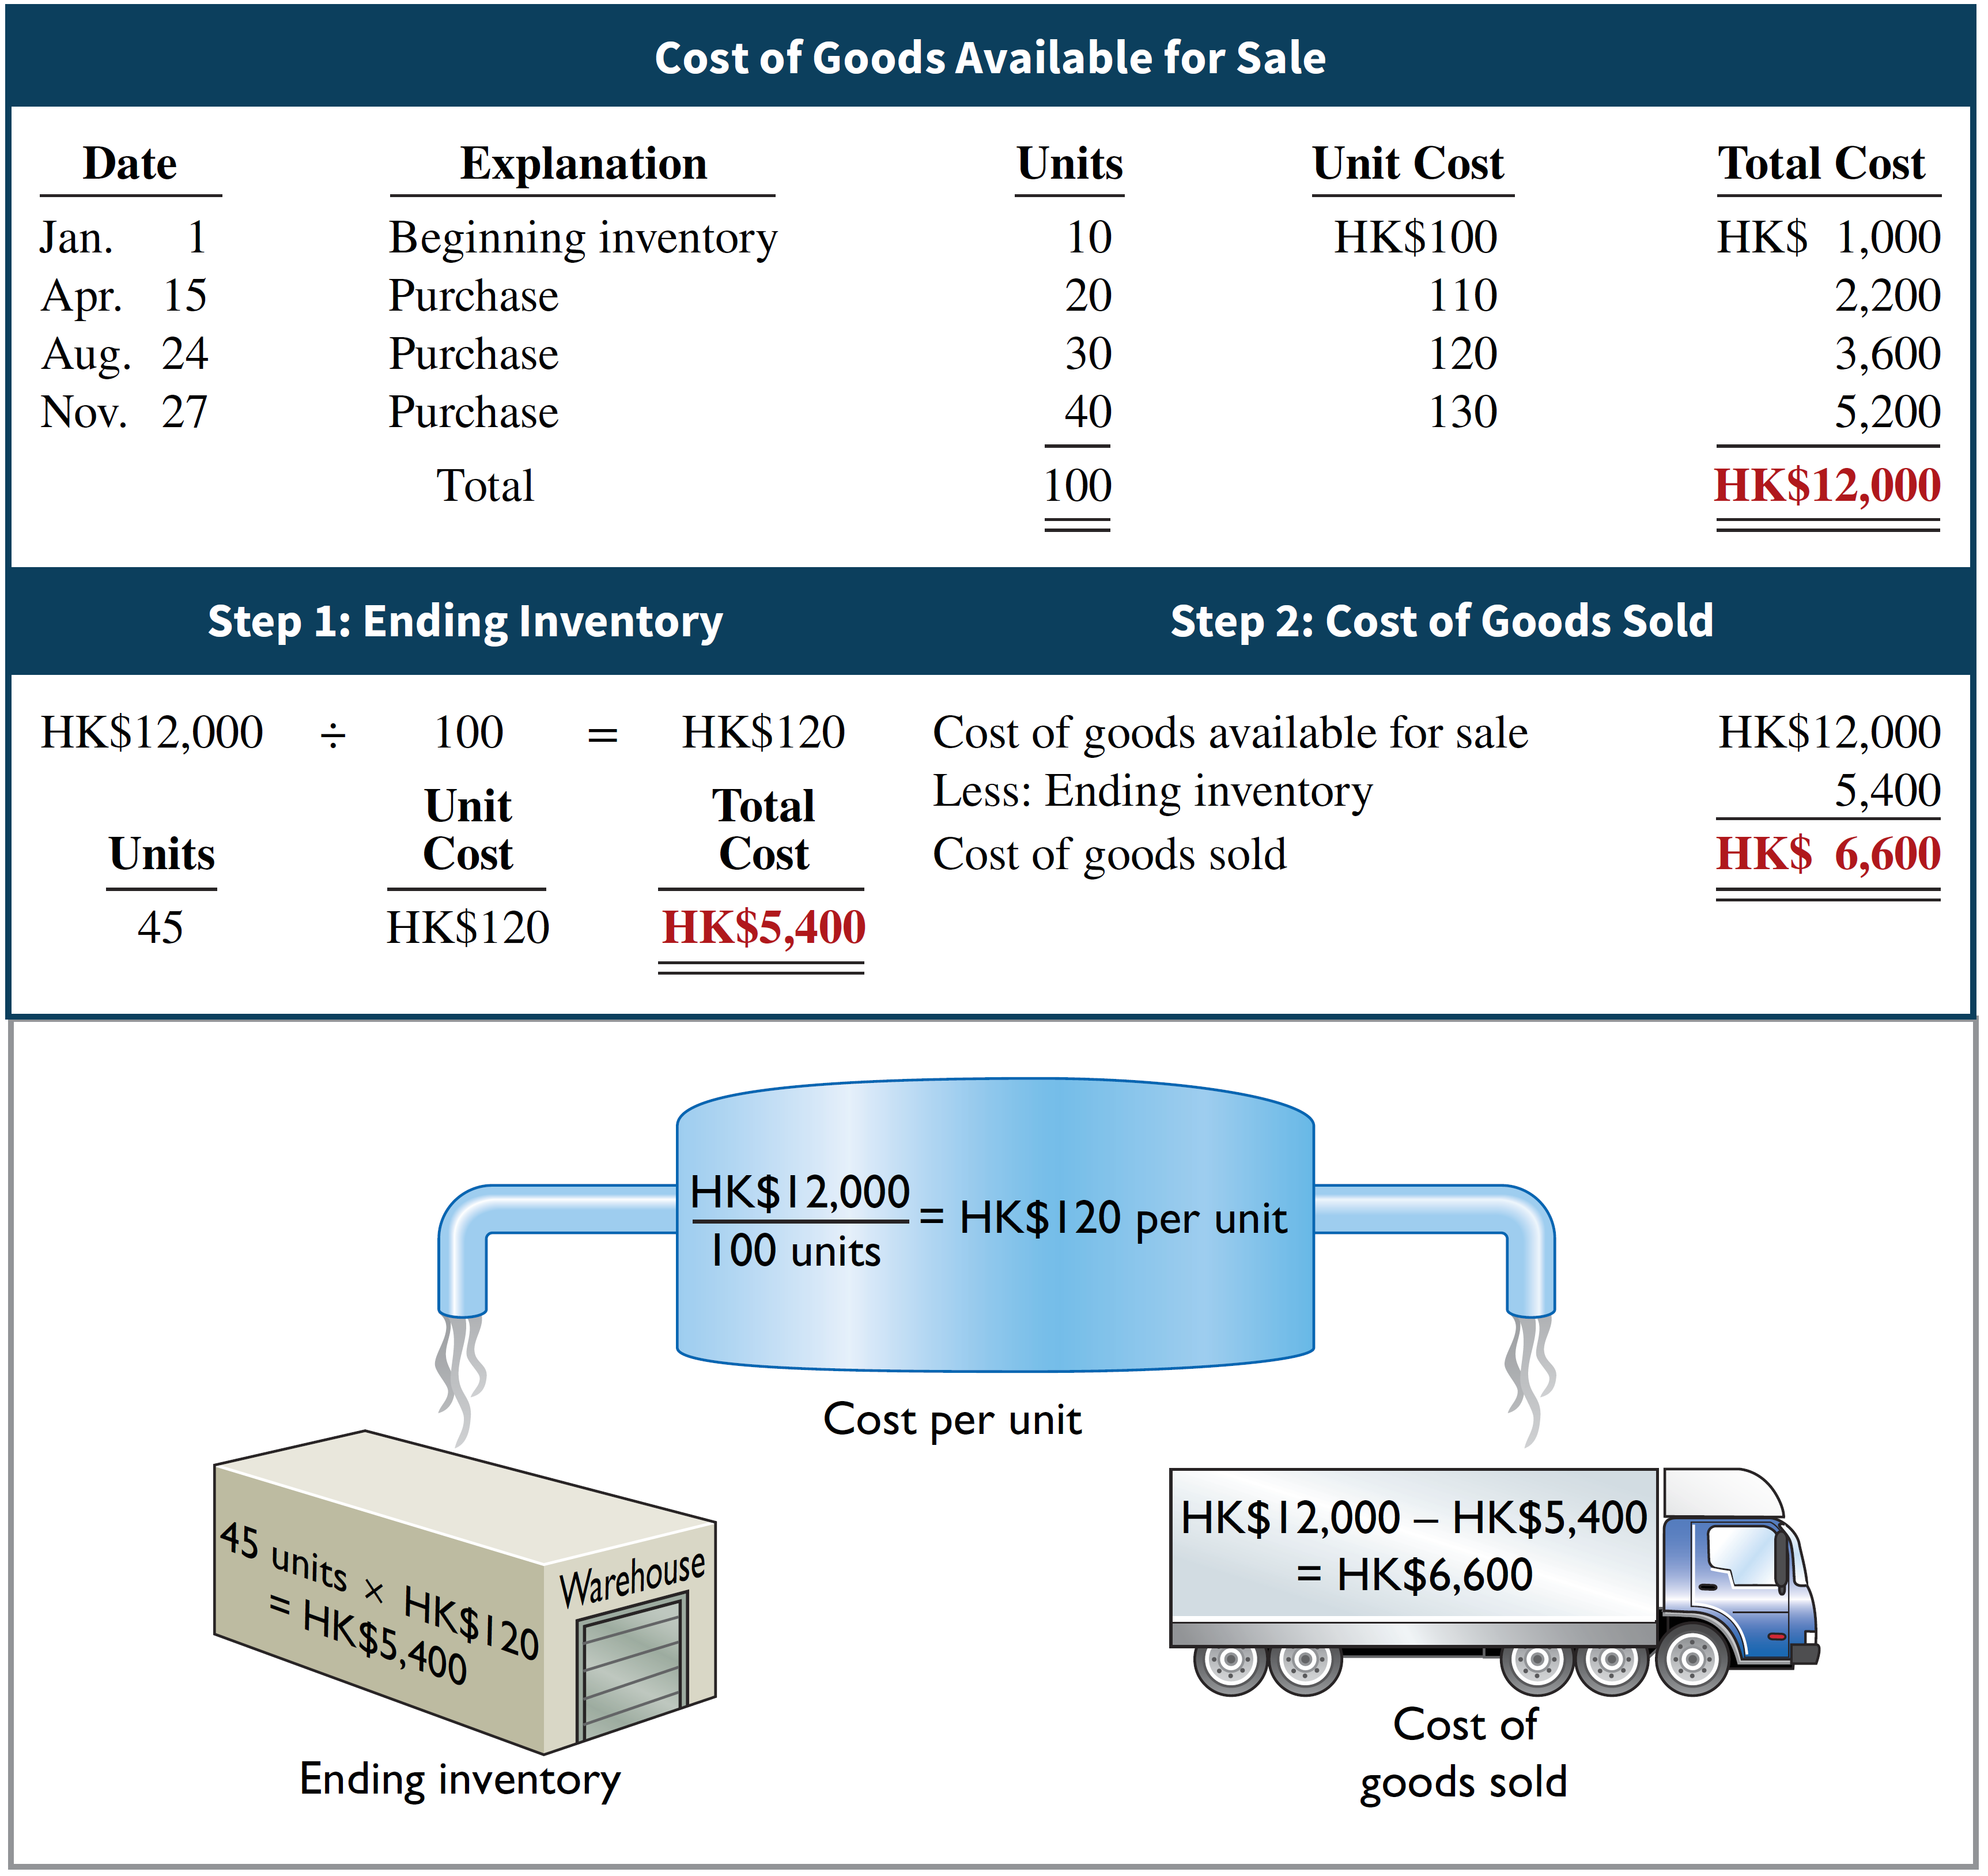 Cost of Goods Available for Sale
Date Explanation Units Unit Cost Total Cost
Jan. 1 Beginning inventory 10 HK$100 HK$ 1,000
Apr. 15 Purchase 20 110 2,200
Aug. 24 Purchase 30 120 3,600
Nov. 27 Purchase 40 130 5,200
Total 100 HK$12,000
Step 1: Ending Inventory Step 2: Cost of Goods Sold
HK$12,000 ÷ 100 = HK$120
Unit Total
Units Cost Cost
45 HK$120 HK$5,400
Cost of goods available for sale HK$12,000
Less: Ending inventory 5,400
Cost of goods sold HK$ 6,600
HK$12,000
100 units
= HK$120 per unit
Cost per unit
45 units × HK$120
= HK$5,400
Warehouse
Ending inventory
HK$12,000 – HK$5,400
= HK$6,600
Cost of
goods sold